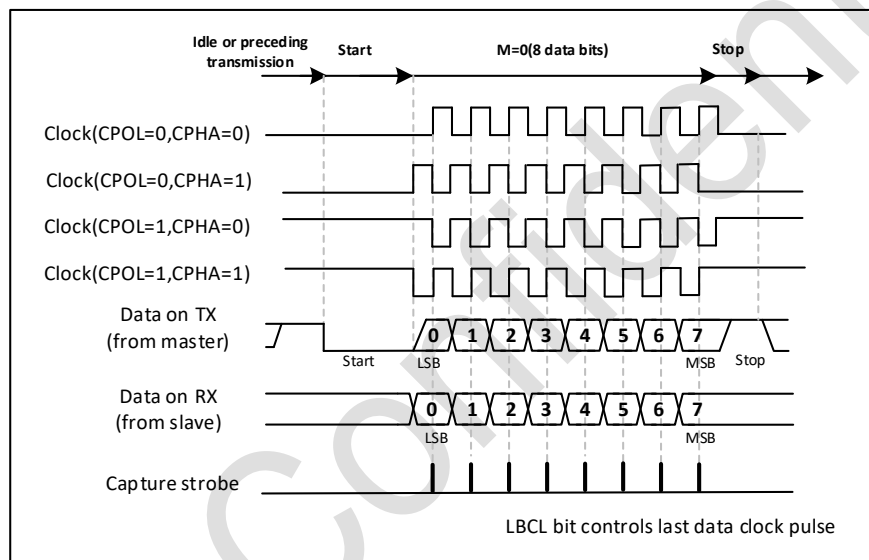 Idle or preceding
transmission
Start
M=0(8 data bits)
Stop
Clock(CPOL=0,CPHA=0)
Clock(CPOL=0,CPHA=1)
Clock(CPOL=1,CPHA=0)
Clock(CPOL=1,CPHA=1)
Data on TX
(from master)
0 1 2 3 4 5 6 7
Start
LSB
MSB
Stop
Data on RX
(from slave)
0 1 2 3 4 5 6 7
LSB
MSB
Capture strobe
LBCL bit controls last data clock pulse
Confident